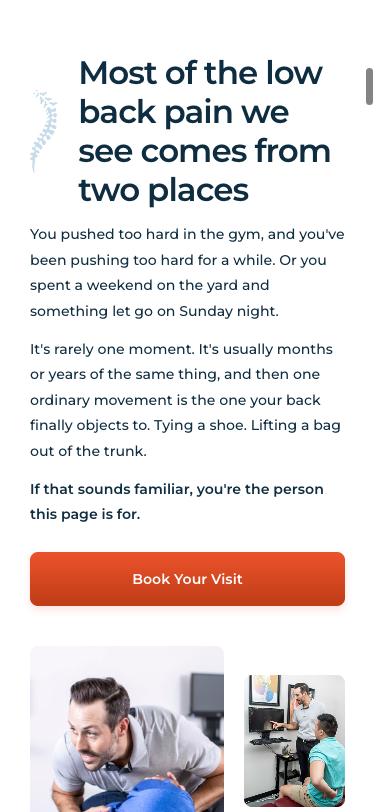 Most of the low
back pain we
see comes from
two places
You pushed too hard in the gym, and you've
been pushing too hard for a while. Or you
spent a weekend on the yard and
something let go on Sunday night.
It's rarely one moment. It's usually months
or years of the same thing, and then one
ordinary movement is the one your back
finally objects to. Tying a shoe. Lifting a bag
out of the trunk.
If that sounds familiar, you're the person
this page is for.
Book Your Visit